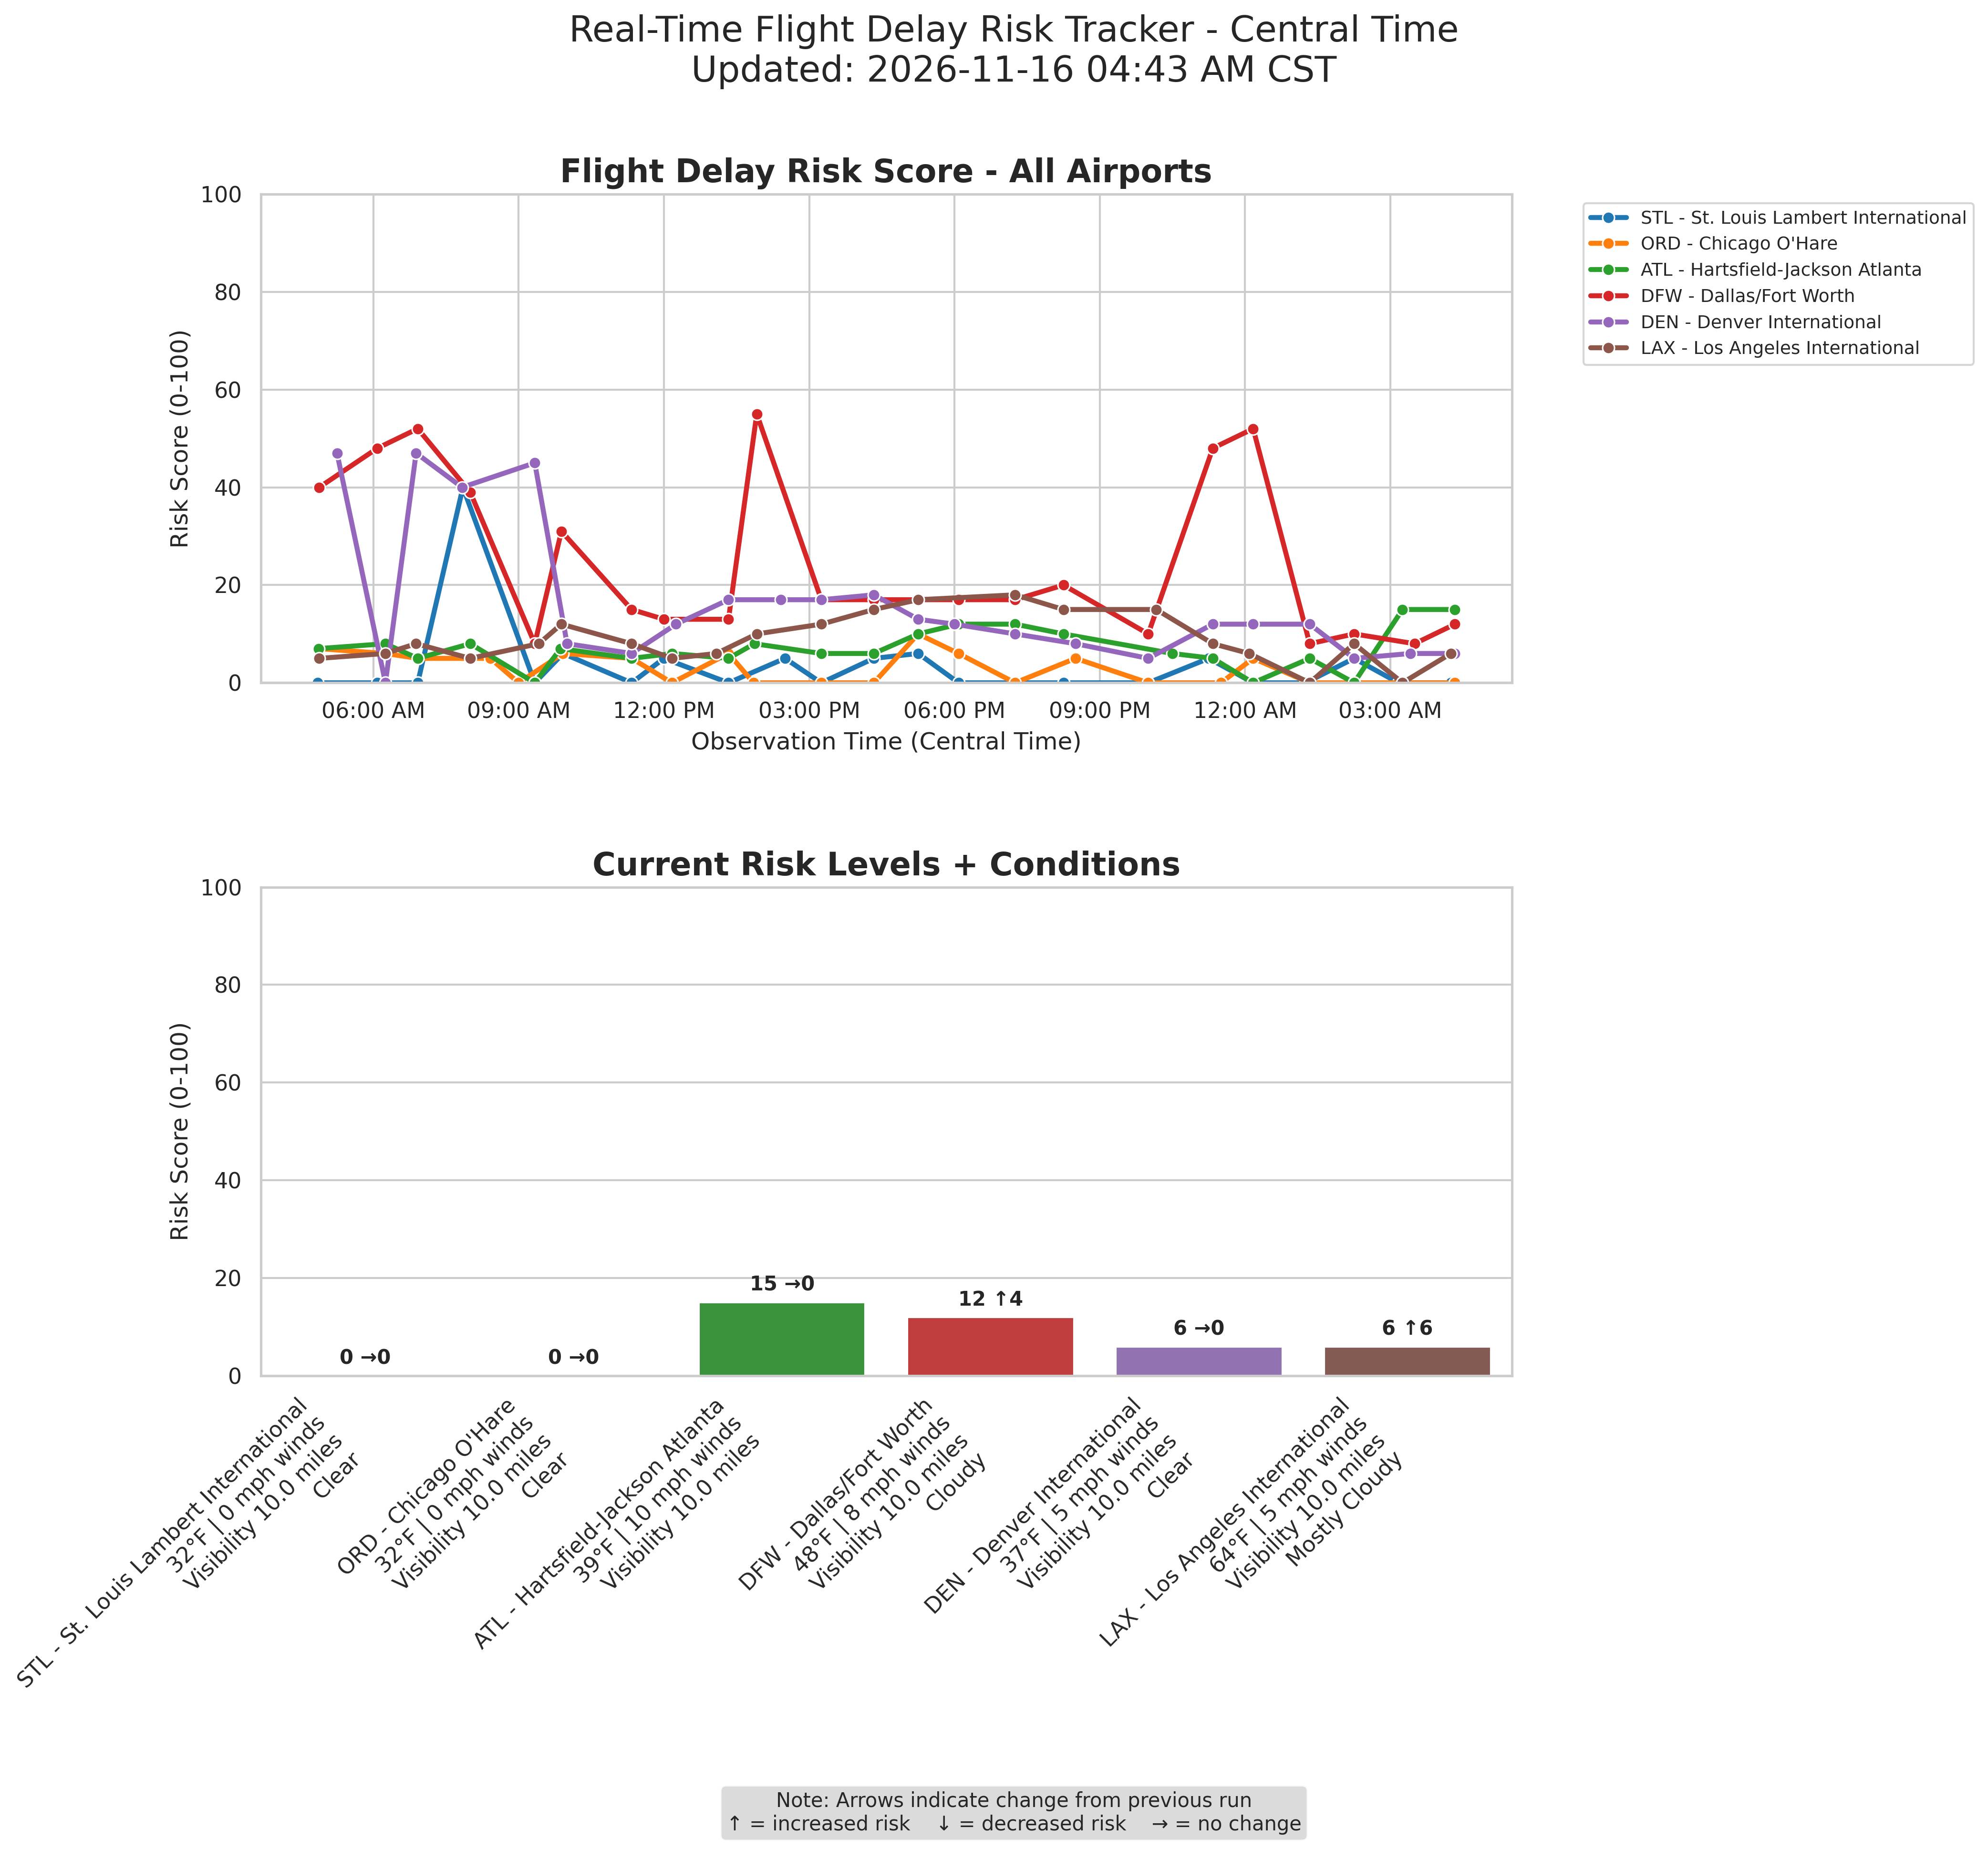 Real-Time Flight Delay Risk Tracker - Central Time
Updated: 2026-11-16 04:43 AM CST
Flight Delay Risk Score - All Airports
Risk Score (0-100)
100
80
60
40
20
0
06:00 AM
09:00 AM
12:00 PM
03:00 PM
06:00 PM
09:00 PM
12:00 AM
03:00 AM
Observation Time (Central Time)
STL - St. Louis Lambert International
ORD - Chicago O'Hare
ATL - Hartsfield-Jackson Atlanta
DFW - Dallas/Fort Worth
DEN - Denver International
LAX - Los Angeles International
Current Risk Levels + Conditions
Risk Score (0-100)
100
80
60
40
20
0
0 →0
0 →0
15 →0
12 ↑4
6 →0
6 ↑6
STL - St. Louis Lambert International
32°F | 0 mph winds
Visibility 10.0 miles
Clear
ORD - Chicago O'Hare
32°F | 0 mph winds
Visibility 10.0 miles
Clear
ATL - Hartsfield-Jackson Atlanta
39°F | 10 mph winds
Visibility 10.0 miles
DFW - Dallas/Fort Worth
48°F | 8 mph winds
Visibility 10.0 miles
Cloudy
DEN - Denver International
37°F | 5 mph winds
Visibility 10.0 miles
Clear
LAX - Los Angeles International
64°F | 5 mph winds
Visibility 10.0 miles
Mostly Cloudy
Note: Arrows indicate change from previous run
↑ = increased risk    ↓ = decreased risk    → = no change